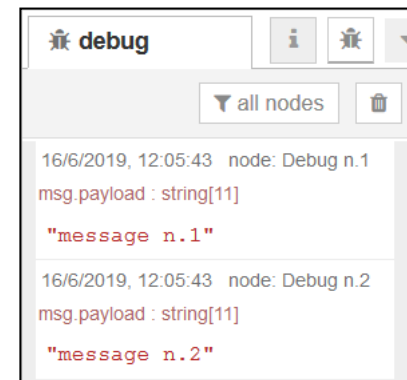 debug
i
all nodes
16/6/2019, 12:05:43 node: Debug n.1
msg.payload : string[11]
"message n.1"
16/6/2019, 12:05:43 node: Debug n.2
msg.payload : string[11]
"message n.2"